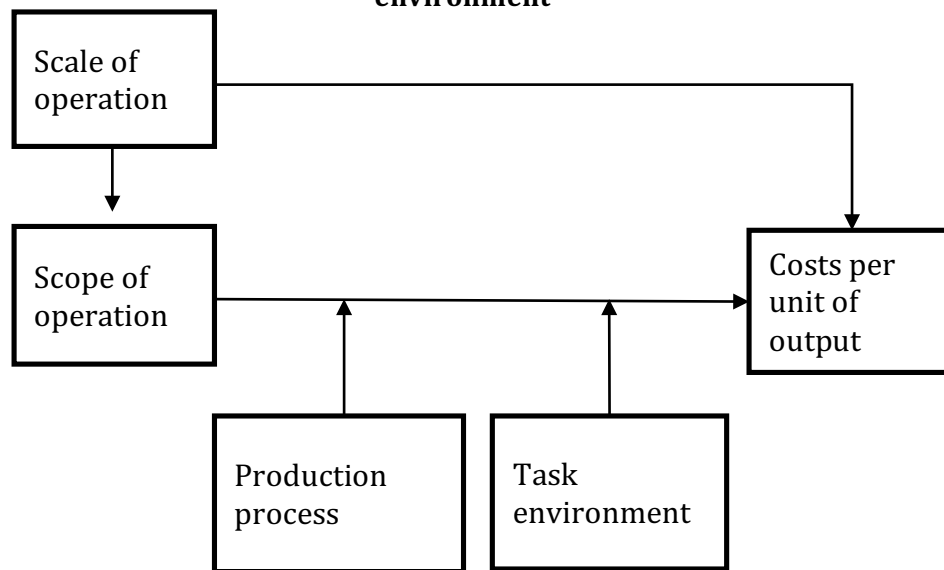 environment
Scale of
operation
Scope of
operation
Costs per
unit of
output
Production
process
Task
environment